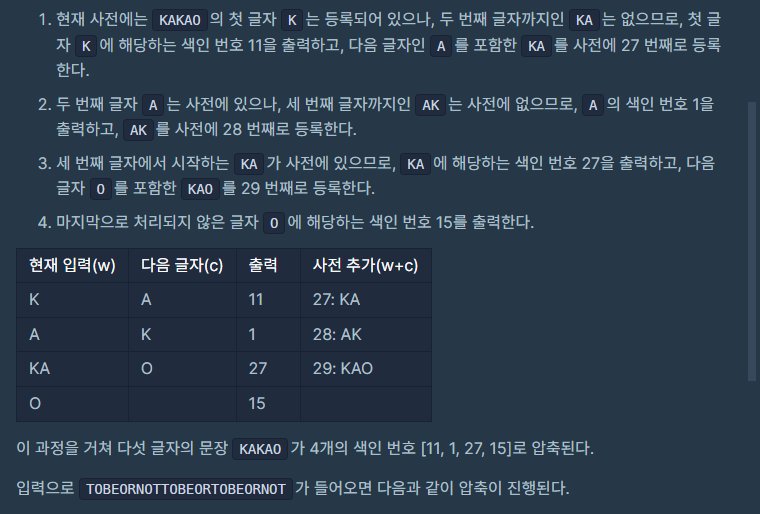 1. 현재 사전에는 KAKAO 의 첫 글자 K 는 등록되어 있으나, 두 번째 글자까지인 KA 는 없으므로, 첫 글
자 K 에 해당하는 색인 번호 11을 출력하고, 다음 글자인 A 를 포함한 KA 를 사전에 27 번째로 등록
한다.
2. 두 번째 글자 A 는 사전에 있으나, 세 번째 글자까지인 AK 는 사전에 없으므로, A 의 색인 번호 1을
출력하고, AK 를 사전에 28 번째로 등록한다.
3. 세 번째 글자에서 시작하는 KA 가 사전에 있으므로, KA 에 해당하는 색인 번호 27을 출력하고, 다음
글자 O 를 포함한 KAO 를 29 번째로 등록한다.
4. 마지막으로 처리되지 않은 글자 O 에 해당하는 색인 번호 15를 출력한다.
현재 입력(w) 다음 글자(c) 출력 사전 추가(w+c)
K A 11 27: KA
A K 1 28: AK
KA O 27 29: KAO
O 15
이 과정을 거쳐 다섯 글자의 문장 KAKAO 가 4개의 색인 번호 [11, 1, 27, 15]로 압축된다.
입력으로 TOBEORNOTTOBEORTOBEORNOT 가 들어오면 다음과 같이 압축이 진행된다.